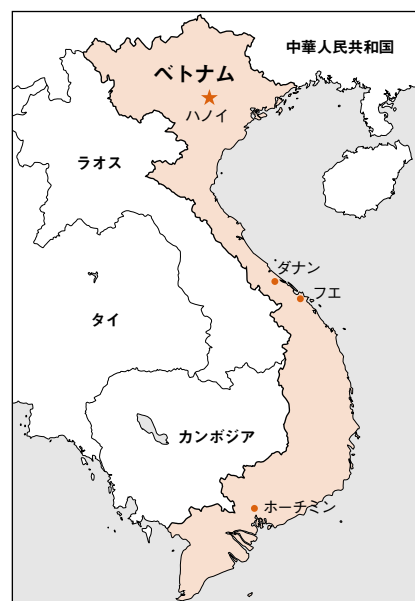 中華人民共和国
ベトナム
ハノイ
ラオス
ダナン
フエ
タイ
カンボジア
ホーチミン